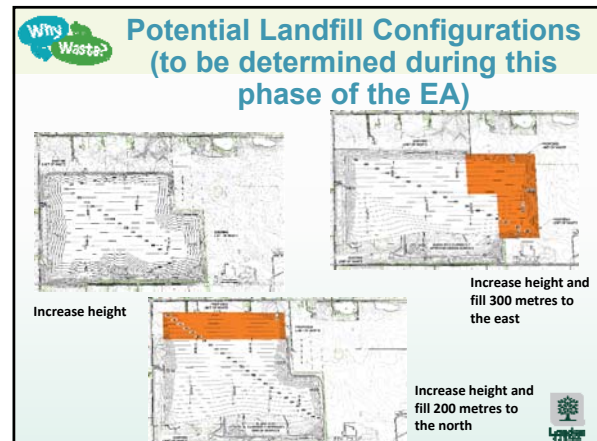 Why
Waste?
Potential Landfill Configurations
(to be determined during this
phase of the EA)
Increase height
Increase height and
fill 300 metres to
the east
Increase height and
fill 200 metres to
the north
London